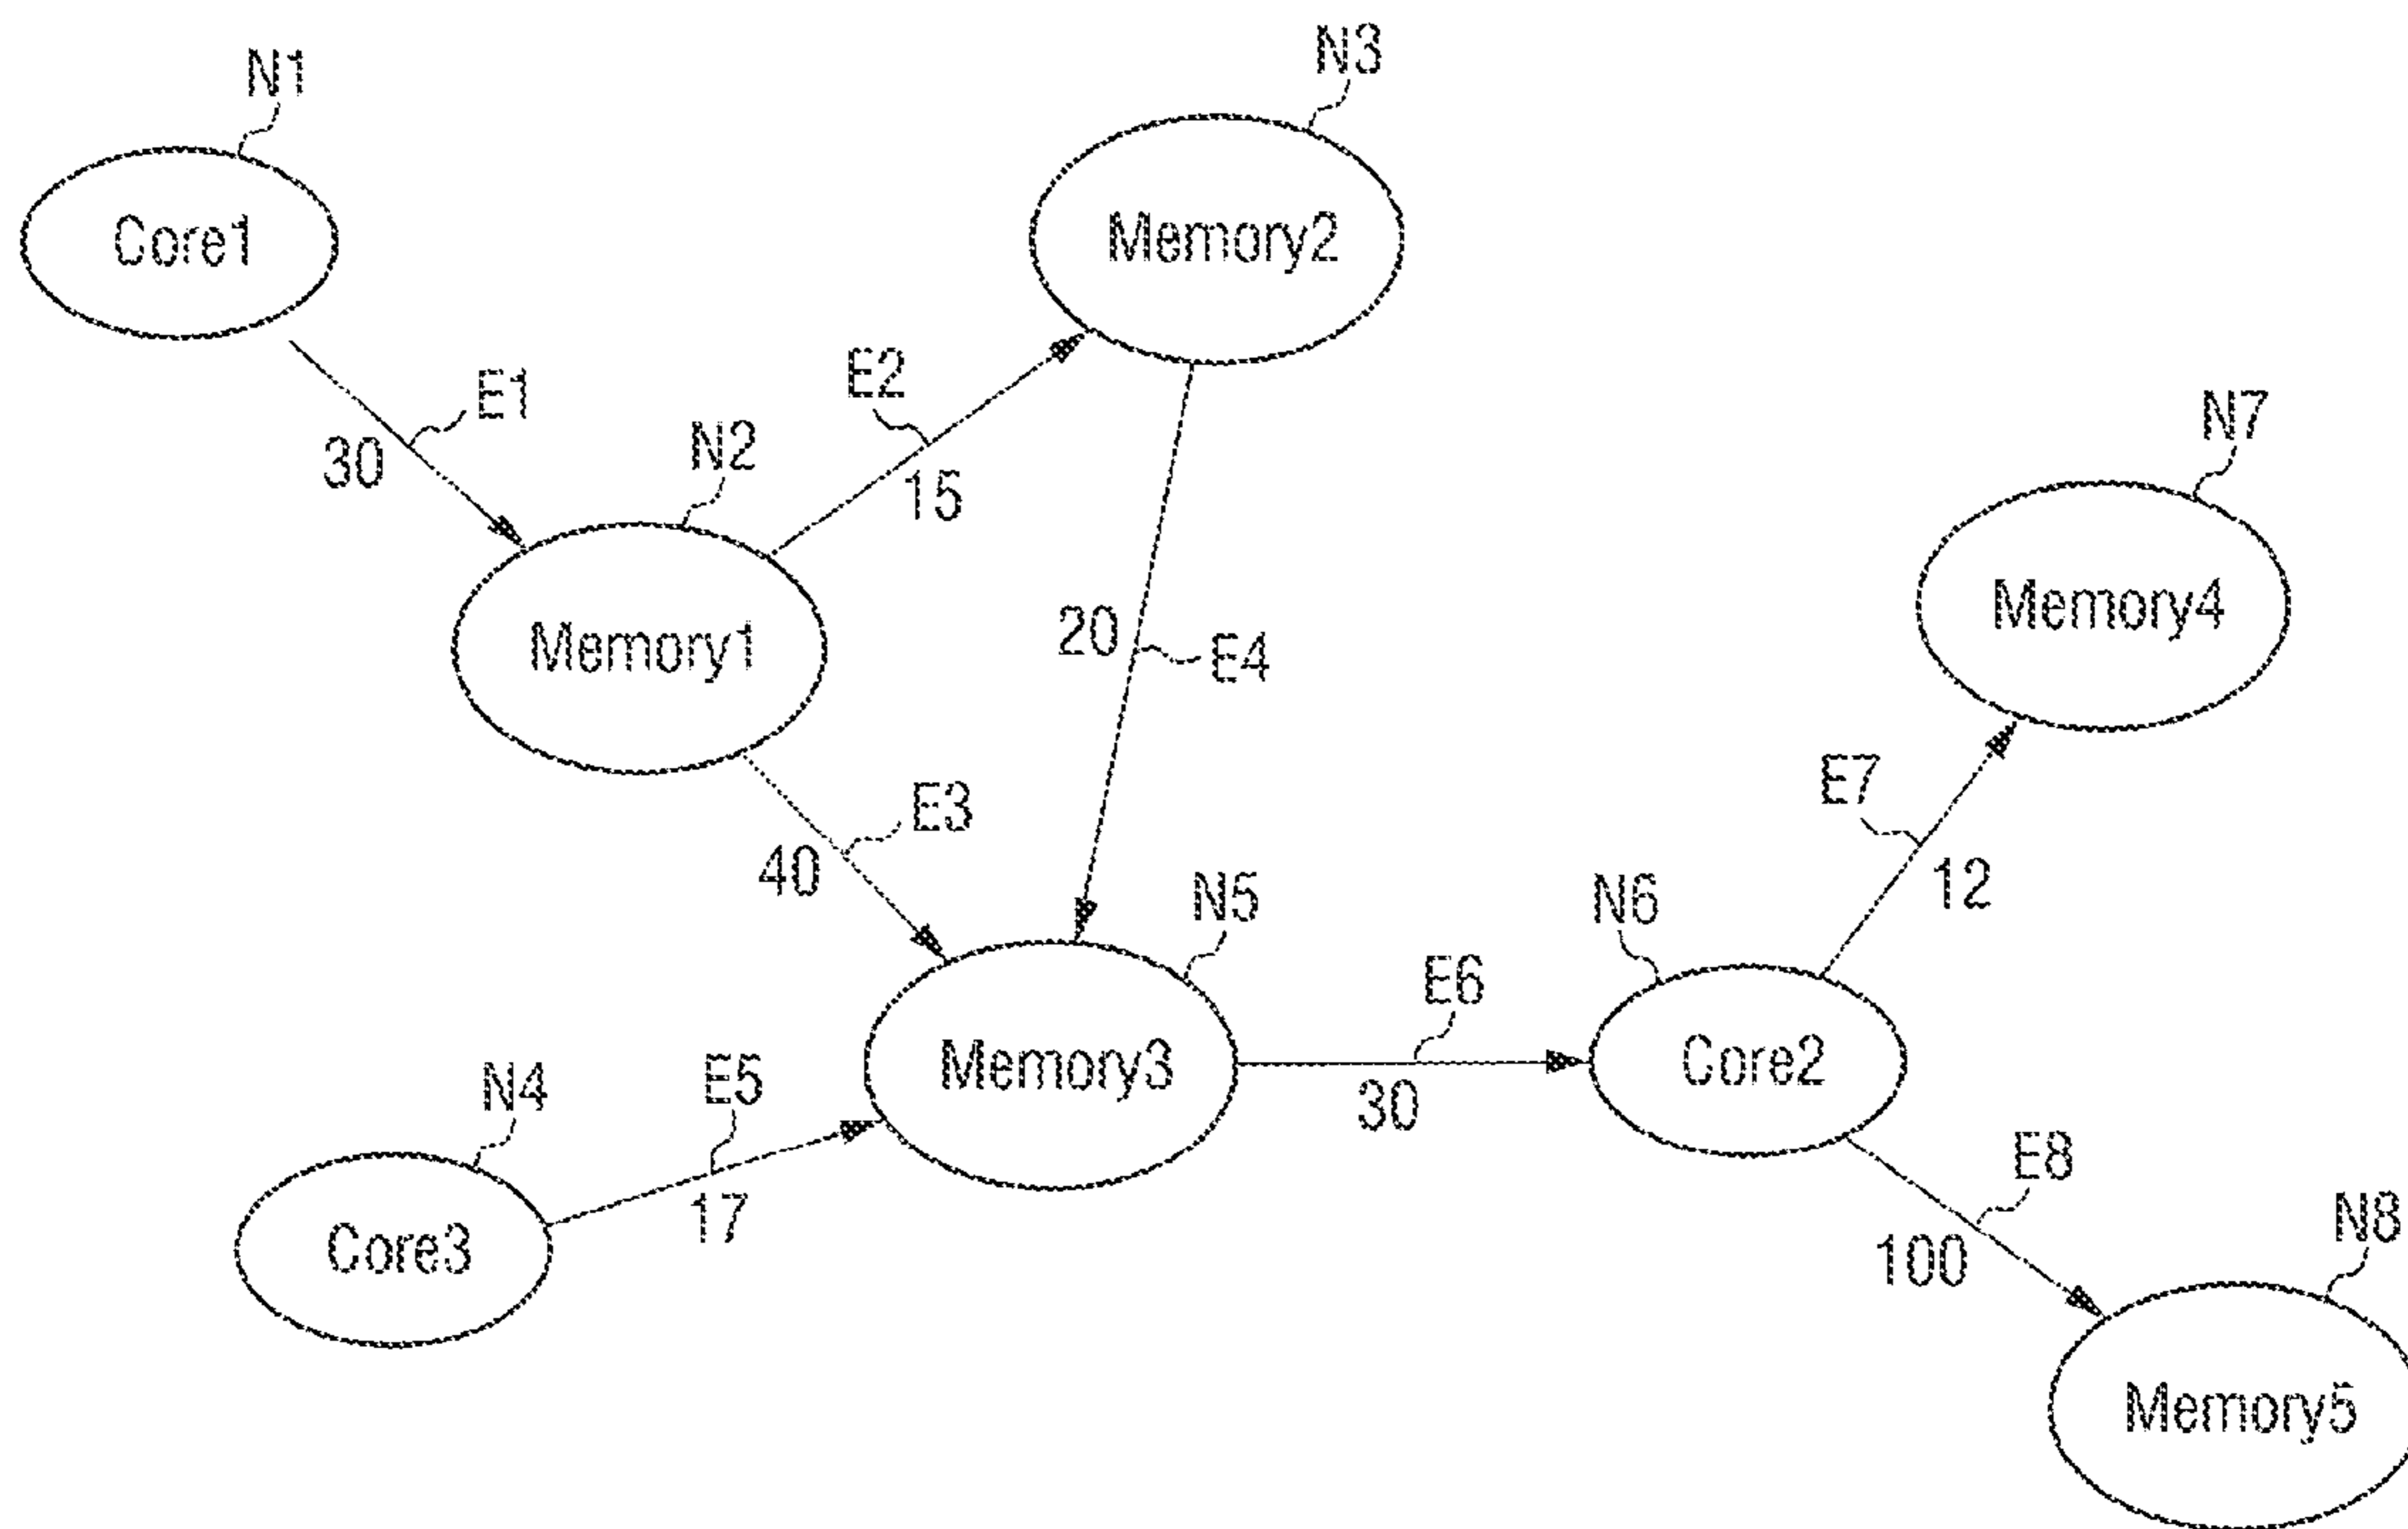 N1
N3
Core1
Memory2
E2
E1
N7
30
N2
15
Memory4
20
E4
Memory1
E3
E7
40
12
N5
N6
E6
Memory3
Core2
N4
E5
30
E8
17
N8
Core3
100
Memory5